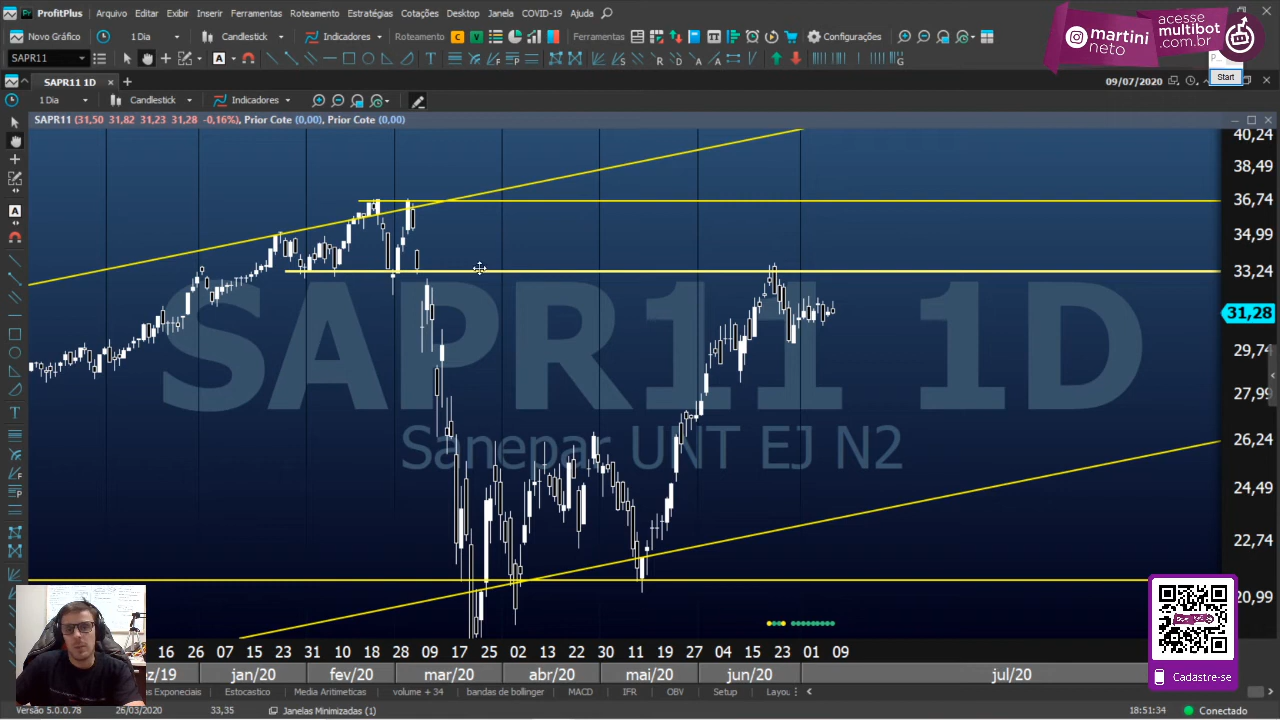 ProfitPlus
Arquivo Editar Exibir Inserir Ferramentas Roteamento Estratégias Cotações Desktop Janela COVID-19 Ajuda
Novo Gráfico 1 Dia Candlestick Indicadores Roteamento Ferramentas Configurações
martini
neto
acesse
multibot
.com.br
SAPR11
Start
SAPR11 1D
09/07/2020
1 Dia Candlestick Indicadores
SAPR11 (31,50 31,82 31,23 31,28 -0,16%), Prior Cote (0,00), Prior Cote (0,00)
40,24
38,49
36,74
34,99
33,24
31,28
29,74
27,99
26,24
24,49
22,74
20,99
SAPR11 1D
Sanepar UNT EJ N2
16 26 07 15 23 31 10 18 28 09 17 25 02 13 22 30 11 19 27 04 15 23 01 09
z/19 jan/20 fev/20 mar/20 abr/20 mai/20 jun/20 jul/20
Cadastre-se
s Exponenciais Estocastico Medias Aritmeticas volume + 34 bandas de bollinger MACD IFR OBV Setup Layou
Versão 5.0.0.78 26/03/2020 33,35 Janelas Minimizadas (1) 18:51:34 Conectado